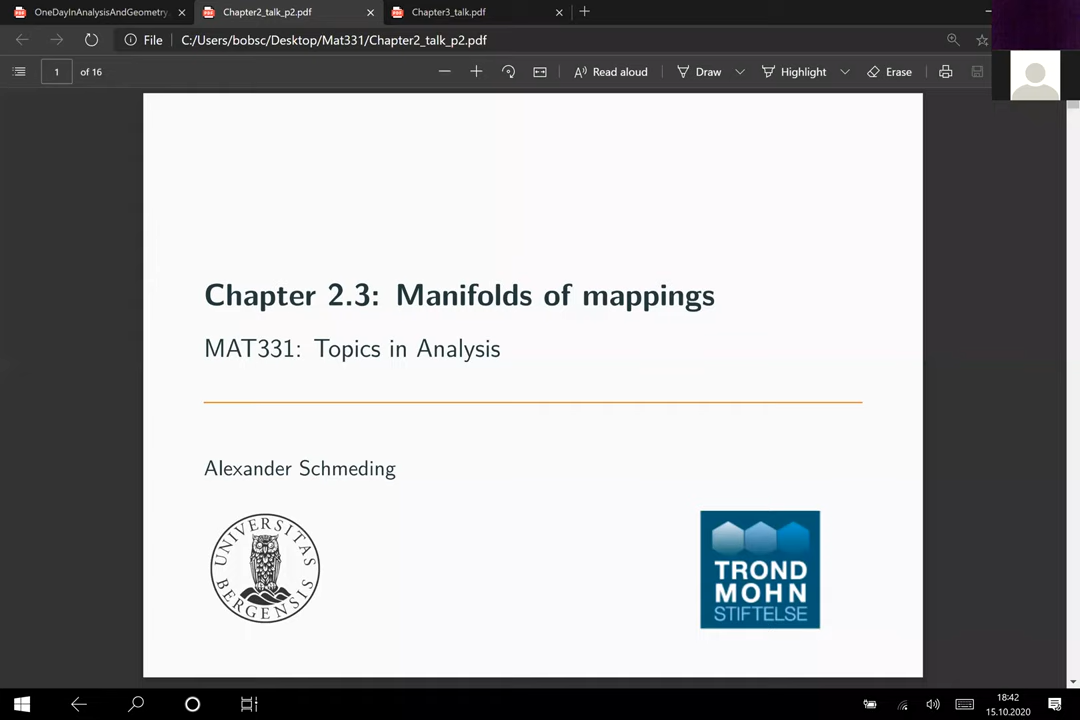 OneDayInAnalysisAndGeometry
Chapter2_talk_p2.pdf
Chapter3_talk.pdf
File
C:/Users/bobsc/Desktop/Mat331/Chapter2_talk_p2.pdf
1 of 16
Read aloud
Draw
Highlight
Erase
Chapter 2.3: Manifolds of mappings
MAT331: Topics in Analysis
Alexander Schmeding
UNIVERSITAS BERGENSIS
TROND
MOHN
STIFTELSE
18:42
15.10.2020